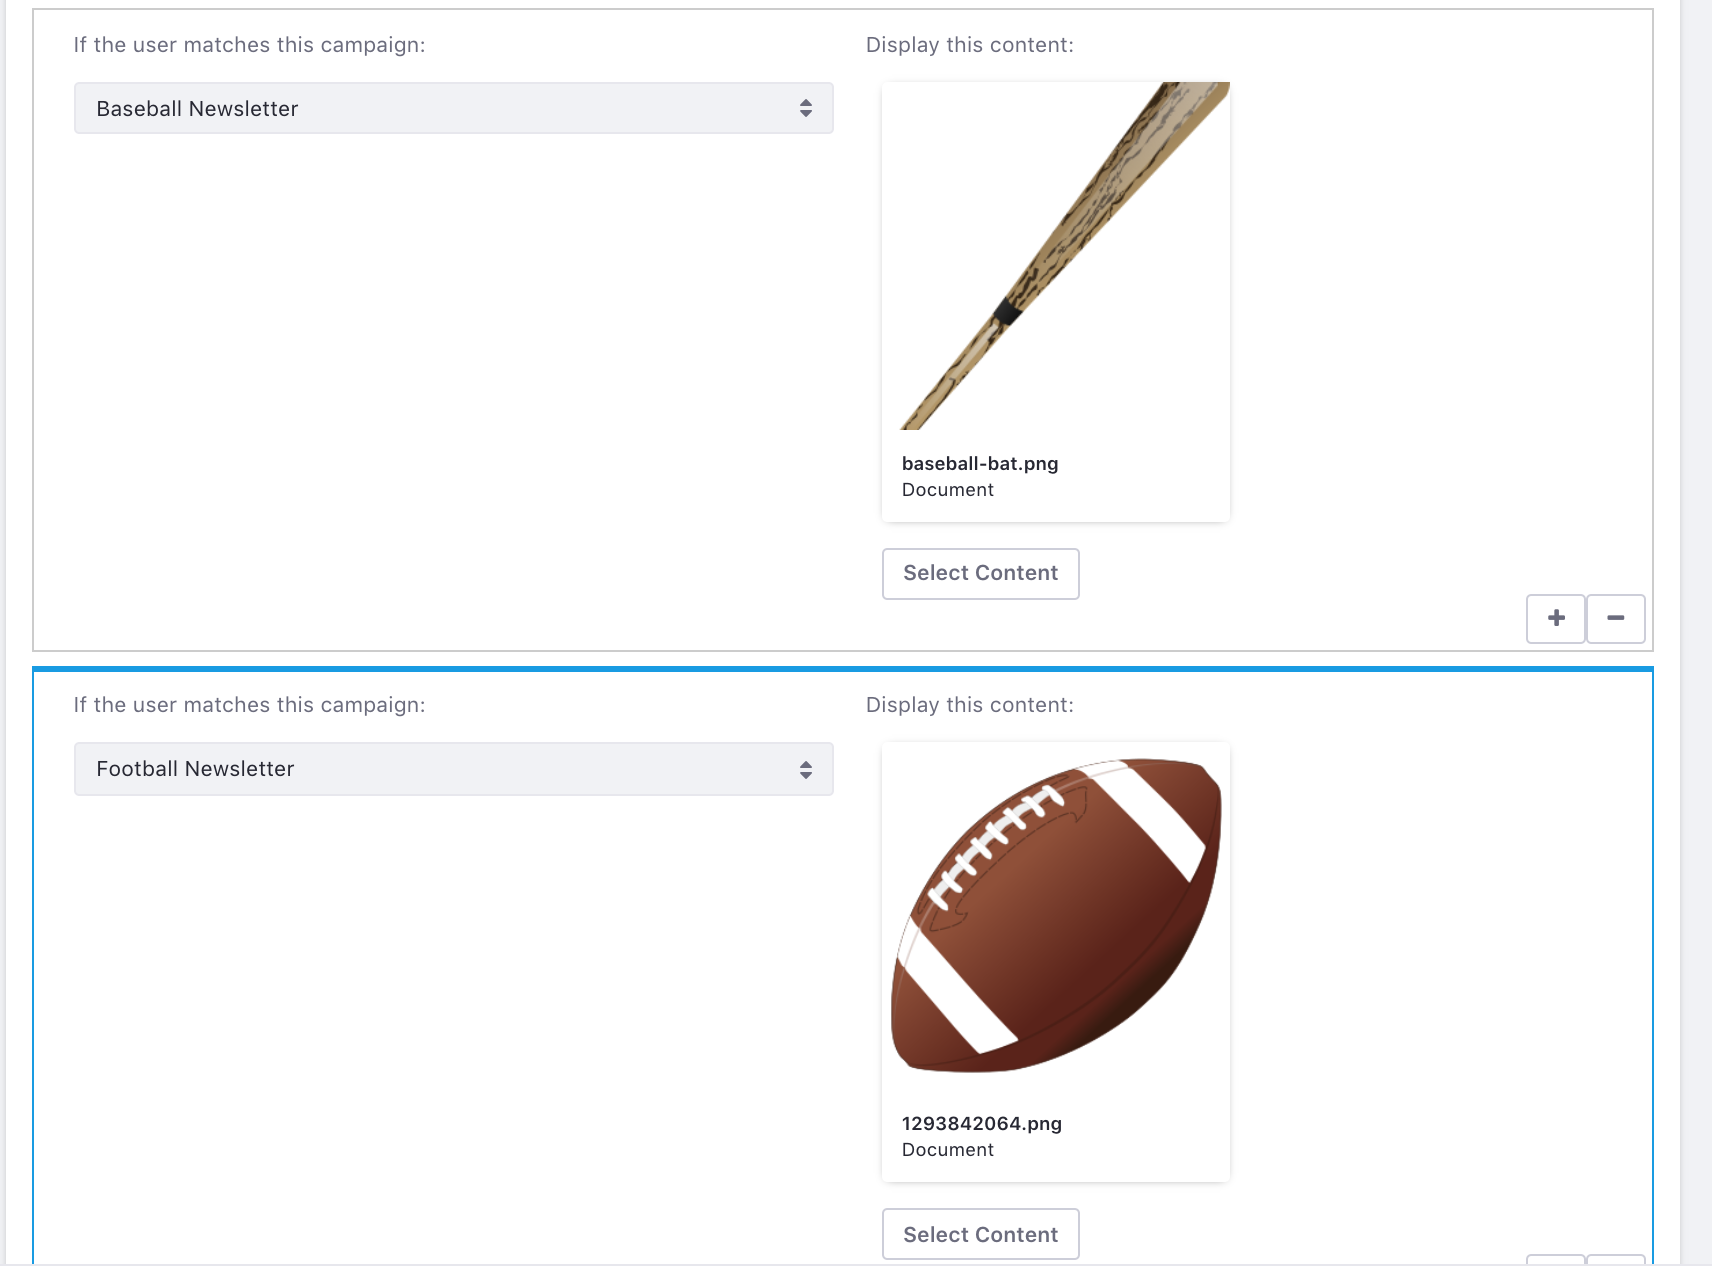 If the user matches this campaign:
Display this content:
Baseball Newsletter
baseball-bat.png
Document
Select Content
If the user matches this campaign:
Display this content:
Football Newsletter
1293842064.png
Document
Select Content